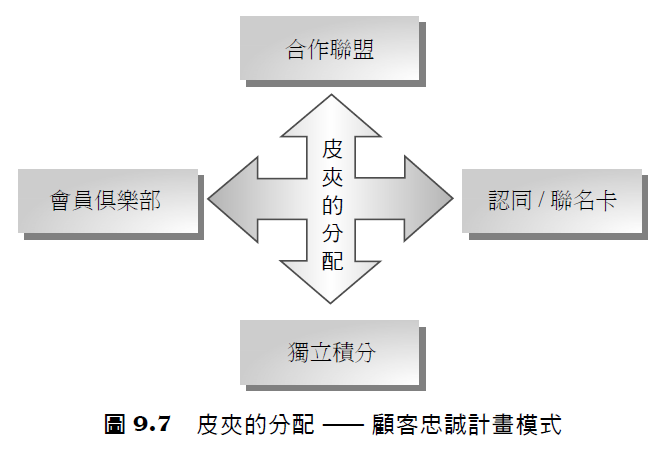 合作聯盟
會員俱樂部
皮夾的分配
認同 / 聯名卡
獨立積分
圖 9.7 皮夾的分配 —— 顧客忠誠計畫模式